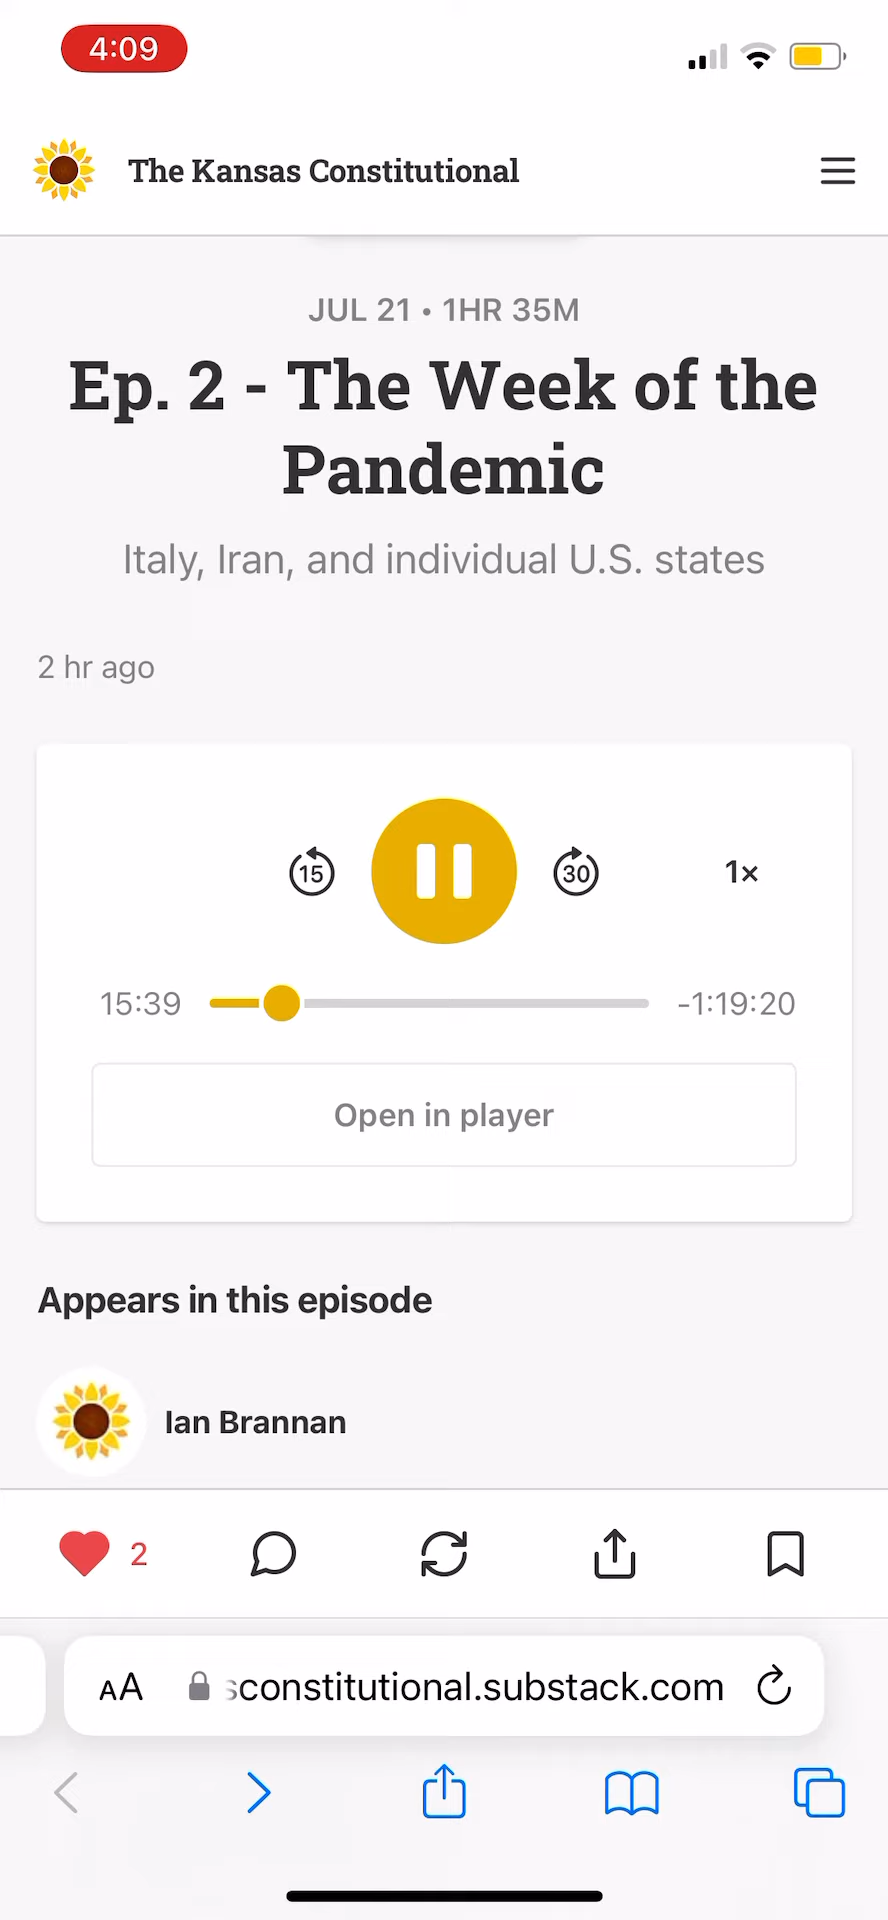 4:09
The Kansas Constitutional
JUL 21 • 1HR 35M
Ep. 2 - The Week of the
Pandemic
Italy, Iran, and individual U.S. states
2 hr ago
15
30
1×
15:39
-1:19:20
Open in player
Appears in this episode
Ian Brannan
2
AA
sconstitutional.substack.com